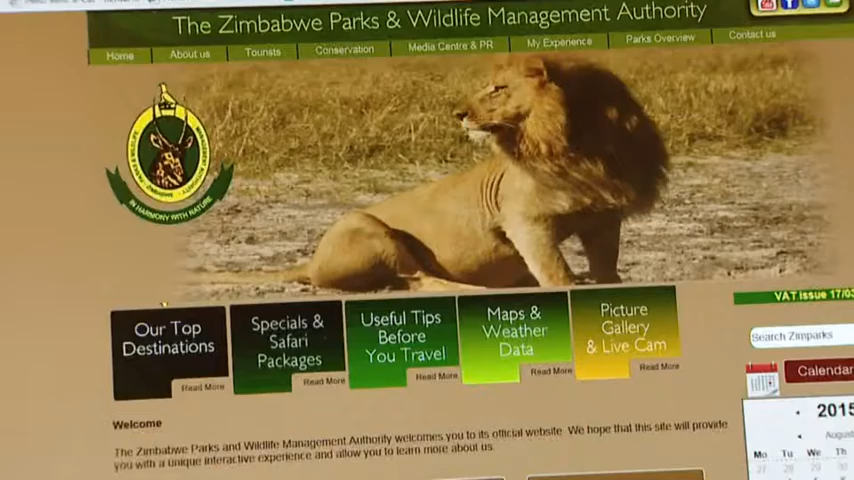 The Zimbabwe Parks & Wildlife Management Authority
Home About us Tourists Conservation Media Centre & PR My Experience Parks Overview Contact us
IN HARMONY WITH NATURE
VAT issue 17/03
Our Top
Destinations
Read More
Specials &
Safari
Packages
Read More
Useful Tips
Before
You Travel!
Read More
Maps &
Weather
Data
Read More
Picture
Gallery
& Live Cam
Read More
Search Zimparks
Calendar
2015
August
Mo Tu We Th
27 28 29 30
Welcome
The Zimbabwe Parks and Wildlife Management Authority welcomes you to its official website. We hope that this site will provide
you with a unique interactive experience and allow you to learn more about us.